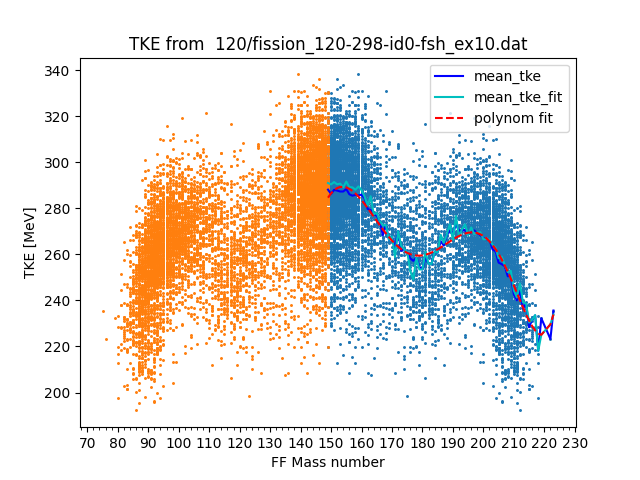 TKE from  120/fission_120-298-id0-fsh_ex10.dat
340
320
300
280
260
240
220
200
TKE [MeV]
mean_tke
mean_tke_fit
polynom fit
70 80 90 100 110 120 130 140 150 160 170 180 190 200 210 220 230
FF Mass number